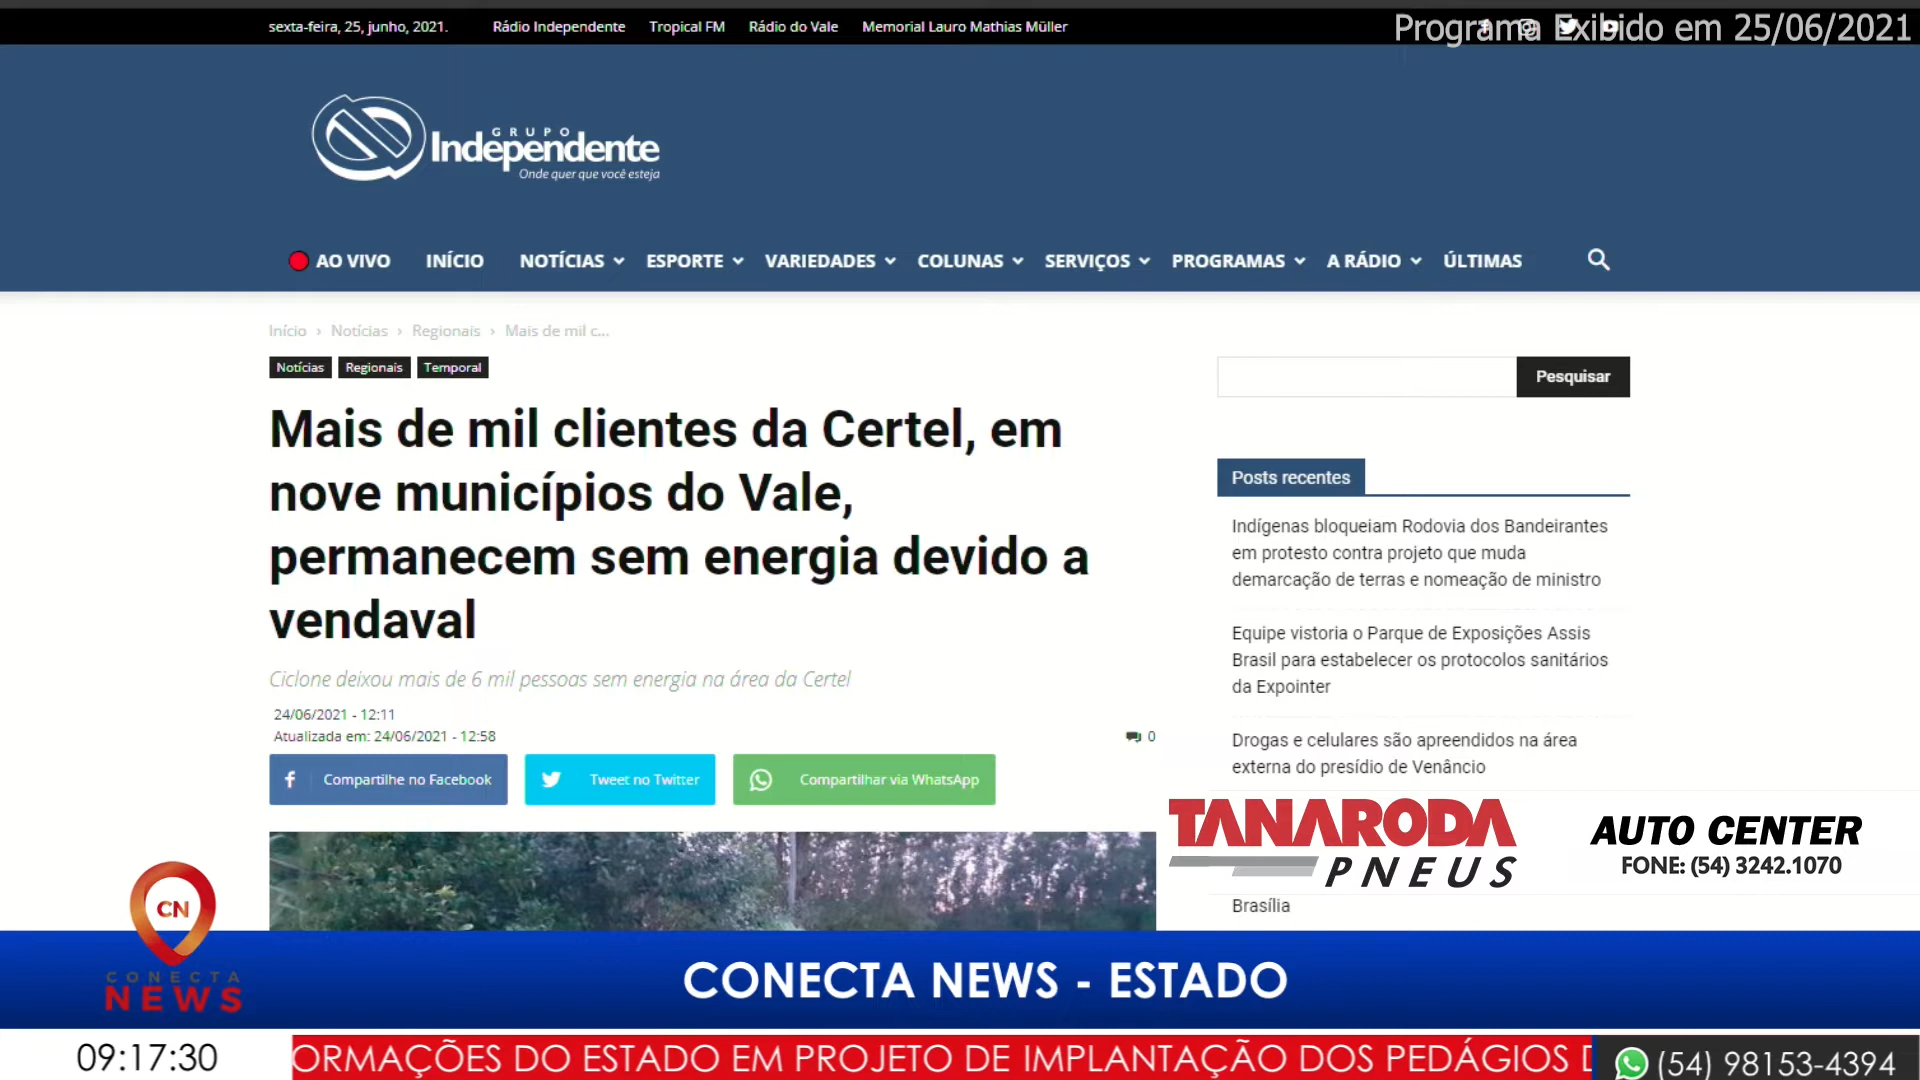 sexta-feira, 25, junho, 2021.
Rádio Independente
Tropical FM
Rádio do Vale
Memorial Lauro Mathias Müller
Programa Exibido em 25/06/2021
GRUPO
Independente
Onde quer que você esteja
AO VIVO
INÍCIO
NOTÍCIAS
ESPORTE
VARIEDADES
COLUNAS
SERVIÇOS
PROGRAMAS
A RÁDIO
ÚLTIMAS
Início › Notícias › Regionais › Mais de mil c...
Notícias
Regionais
Temporal
Mais de mil clientes da Certel, em
nove municípios do Vale,
permanecem sem energia devido a
vendaval
Ciclone deixou mais de 6 mil pessoas sem energia na área da Certel
24/06/2021 - 12:11
Atualizada em: 24/06/2021 - 12:58
0
Compartilhe no Facebook
Tweet no Twitter
Compartilhar via WhatsApp
Pesquisar
Posts recentes
Indígenas bloqueiam Rodovia dos Bandeirantes
em protesto contra projeto que muda
demarcação de terras e nomeação de ministro
Equipe vistoria o Parque de Exposições Assis
Brasil para estabelecer os protocolos sanitários
da Expointer
Drogas e celulares são apreendidos na área
externa do presídio de Venâncio
TANARODA
PNEUS
AUTO CENTER
FONE: (54) 3242.1070
Brasília
CN
CONECTA
NEWS
CONECTA NEWS - ESTADO
09:17:30
ORMAÇÕES DO ESTADO EM PROJETO DE IMPLANTAÇÃO DOS PEDÁGIOS D
(54) 98153-4394